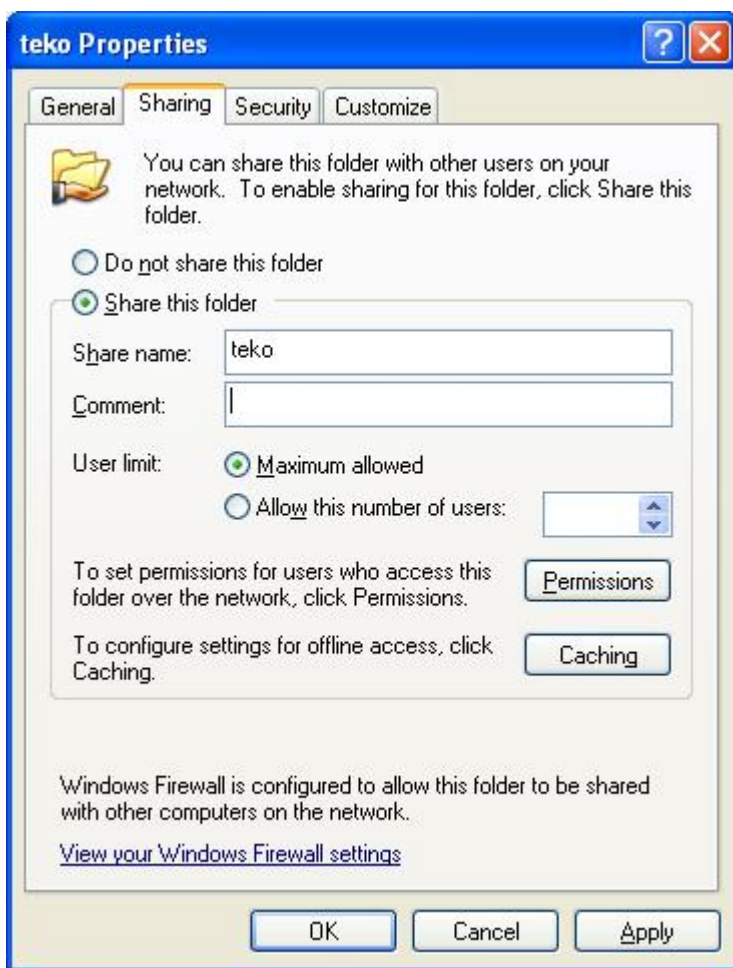 teko Properties
General Sharing Security Customize
You can share this folder with other users on your
network. To enable sharing for this folder, click Share this
folder.
Do not share this folder
Share this folder
Share name: teko
Comment:
User limit: Maximum allowed
Allow this number of users:
To set permissions for users who access this
folder over the network, click Permissions.
Permissions
To configure settings for offline access, click
Caching.
Caching
Windows Firewall is configured to allow this folder to be shared
with other computers on the network.
View your Windows Firewall settings
OK Cancel Apply